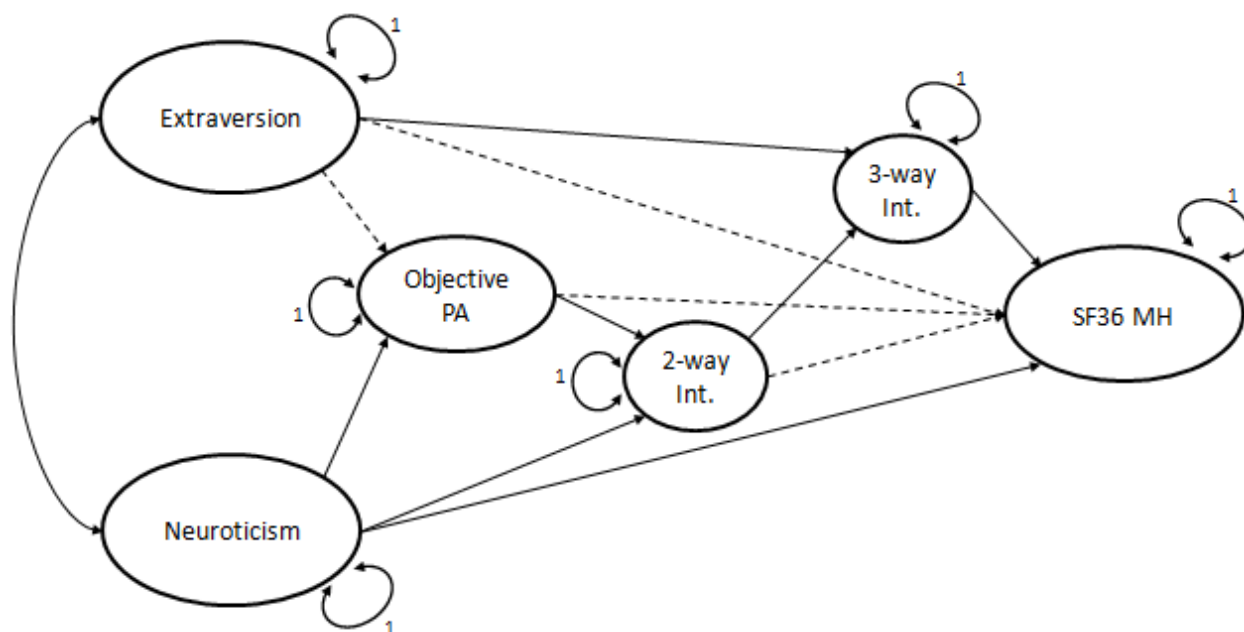 1
Extraversion
1
3-way
Int.
1
Objective
PA
1
SF36 MH
2-way
Int.
1
Neuroticism
1